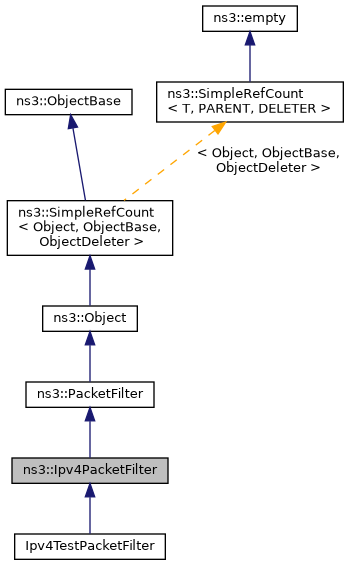 ns3::empty
ns3::ObjectBase
ns3::SimpleRefCount
< T, PARENT, DELETER >
< Object, ObjectBase,
ObjectDeleter >
ns3::SimpleRefCount
< Object, ObjectBase,
ObjectDeleter >
ns3::Object
ns3::PacketFilter
ns3::Ipv4PacketFilter
Ipv4TestPacketFilter